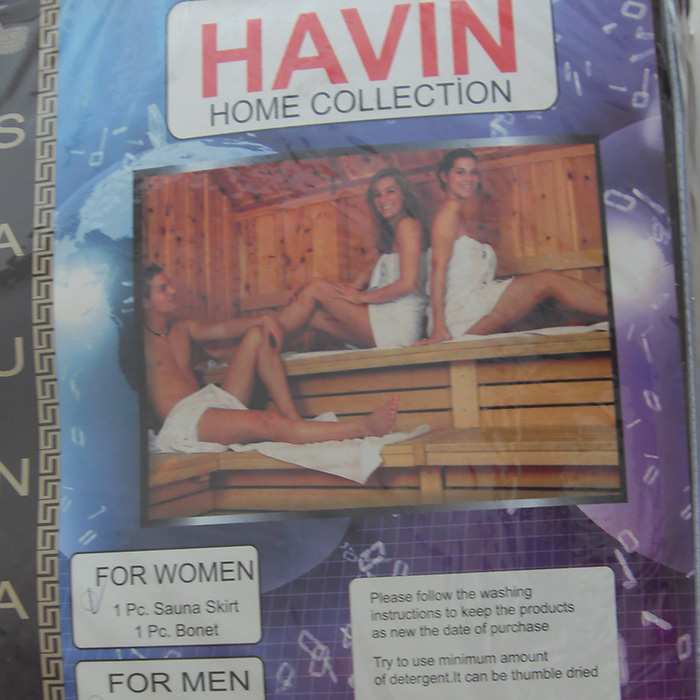 S
A
U
N
A
HAVIN
HOME COLLECTİON
FOR WOMEN
1 Pc. Sauna Skirt
1 Pc. Bonet
FOR MEN
Please follow the washing
instructions to keep the products
as new the date of purchase
Try to use minimum amount
of detergent.It can be thumble dried